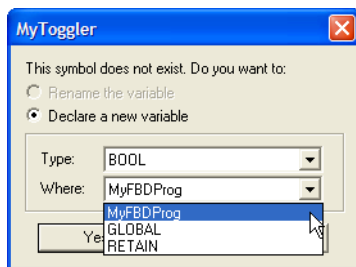 MyToggler
This symbol does not exist. Do you want to:
Rename the variable
Declare a new variable
Type: BOOL
Where: MyFBDProg
MyFBDProg
GLOBAL
RETAIN